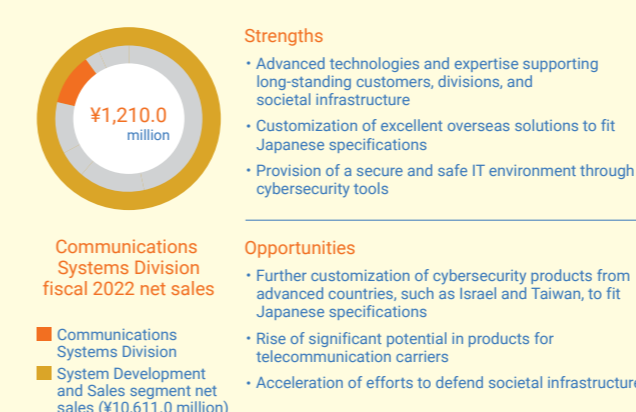 ¥1,210.0
million
Communications
Systems Division
fiscal 2022 net sales
Communications
Systems Division
System Development
and Sales segment net
sales (¥10,611.0 million)
Strengths
• Advanced technologies and expertise supporting
long-standing customers, divisions, and
societal infrastructure
• Customization of excellent overseas solutions to fit
Japanese specifications
• Provision of a secure and safe IT environment through
cybersecurity tools
Opportunities
• Further customization of cybersecurity products from
advanced countries, such as Israel and Taiwan, to fit
Japanese specifications
• Rise of significant potential in products for
telecommunication carriers
• Acceleration of efforts to defend societal infrastructure